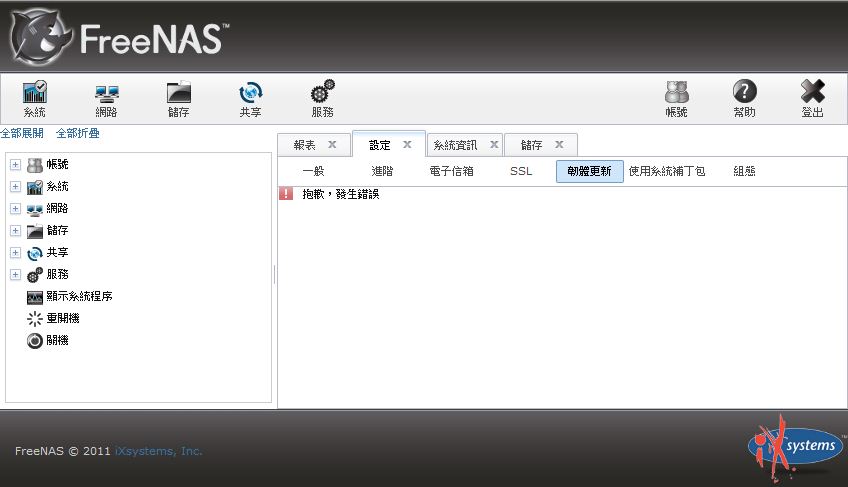 FreeNAS™
系統 網路 儲存 共享 服務 帳號 幫助 登出
全部展開 全部折疊
報表 設定 系統資訊 儲存
一般 進階 電子信箱 SSL 韌體更新 使用系統補丁包 組態
抱歉，發生錯誤
帳號
系統
網路
儲存
共享
服務
顯示系統程序
重開機
關機
FreeNAS © 2011 iXsystems, Inc.
iXsystems™